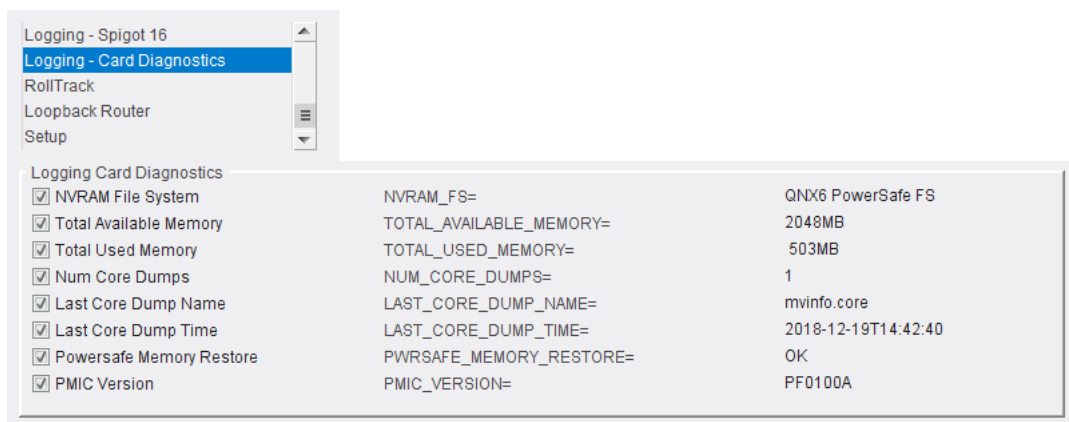 Logging - Spigot 16
Logging - Card Diagnostics
RollTrack
Loopback Router
Setup
Logging Card Diagnostics
NVRAM File System NVRAM_FS= QNX6 PowerSafe FS
Total Available Memory TOTAL_AVAILABLE_MEMORY= 2048MB
Total Used Memory TOTAL_USED_MEMORY= 503MB
Num Core Dumps NUM_CORE_DUMPS= 1
Last Core Dump Name LAST_CORE_DUMP_NAME= mvinfo.core
Last Core Dump Time LAST_CORE_DUMP_TIME= 2018-12-19T14:42:40
Powersafe Memory Restore PWRSAFE_MEMORY_RESTORE= OK
PMIC Version PMIC_VERSION= PF0100A